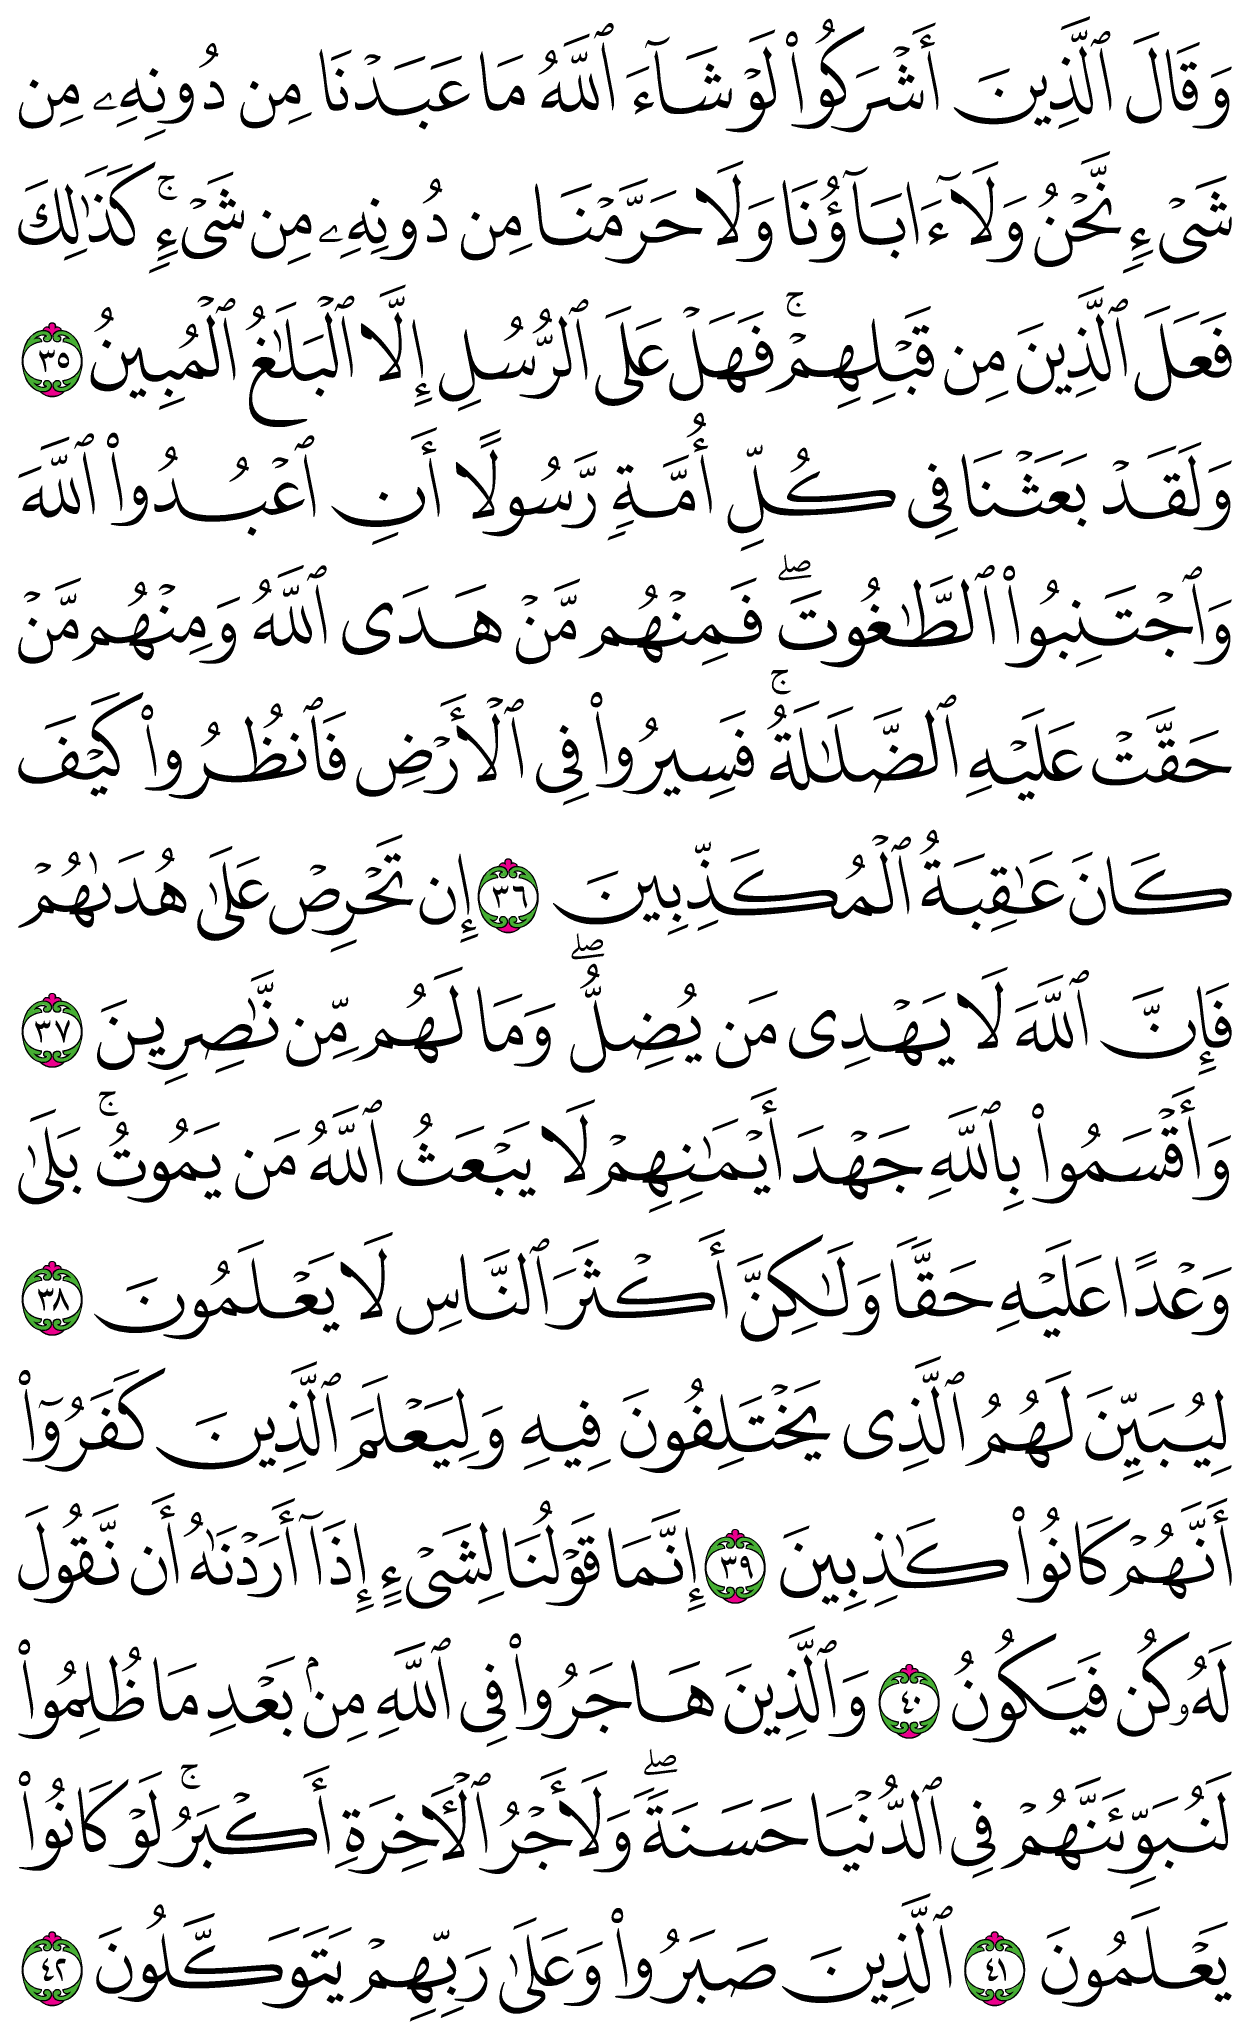 وَقَالَ ٱلَّذِينَ أَشْرَكُوا۟ لَوْ شَآءَ ٱللَّهُ مَا عَبَدْنَا مِن دُونِهِۦ مِن
شَىْءٍ نَّحْنُ وَلَآ ءَابَآؤُنَا وَلَا حَرَّمْنَا مِن دُونِهِۦ مِن شَىْءٍ ۚ كَذَٰلِكَ
فَعَلَ ٱلَّذِينَ مِن قَبْلِهِمْ ۚ فَهَلْ عَلَى ٱلرُّسُلِ إِلَّا ٱلْبَلَٰغُ ٱلْمُبِينُ ٣٥
وَلَقَدْ بَعَثْنَا فِى كُلِّ أُمَّةٍ رَّسُولًا أَنِ ٱعْبُدُوا۟ ٱللَّهَ
وَٱجْتَنِبُوا۟ ٱلطَّٰغُوتَ ۖ فَمِنْهُم مَّنْ هَدَى ٱللَّهُ وَمِنْهُم مَّنْ
حَقَّتْ عَلَيْهِ ٱلضَّلَٰلَةُ ۚ فَسِيرُوا۟ فِى ٱلْأَرْضِ فَٱنظُرُوا۟ كَيْفَ
كَانَ عَٰقِبَةُ ٱلْمُكَذِّبِينَ ٣٦ إِن تَحْرِصْ عَلَىٰ هُدَىٰهُمْ
فَإِنَّ ٱللَّهَ لَا يَهْدِى مَن يُضِلُّ ۖ وَمَا لَهُم مِّن نَّٰصِرِينَ ٣٧
وَأَقْسَمُوا۟ بِٱللَّهِ جَهْدَ أَيْمَٰنِهِمْ لَا يَبْعَثُ ٱللَّهُ مَن يَمُوتُ ۚ بَلَىٰ
وَعْدًا عَلَيْهِ حَقًّا وَلَٰكِنَّ أَكْثَرَ ٱلنَّاسِ لَا يَعْلَمُونَ ٣٨
لِيُبَيِّنَ لَهُمُ ٱلَّذِى يَخْتَلِفُونَ فِيهِ وَلِيَعْلَمَ ٱلَّذِينَ كَفَرُوٓا۟
أَنَّهُمْ كَانُوا۟ كَٰذِبِينَ ٣٩ إِنَّمَا قَوْلُنَا لِشَىْءٍ إِذَآ أَرَدْنَٰهُ أَن نَّقُولَ
لَهُۥ كُن فَيَكُونُ ٤٠ وَٱلَّذِينَ هَاجَرُوا۟ فِى ٱللَّهِ مِنۢ بَعْدِ مَا ظُلِمُوا۟
لَنُبَوِّئَنَّهُمْ فِى ٱلدُّنْيَا حَسَنَةً ۖ وَلَأَجْرُ ٱلْءَاخِرَةِ أَكْبَرُ ۚ لَوْ كَانُوا۟
يَعْلَمُونَ ٤١ ٱلَّذِينَ صَبَرُوا۟ وَعَلَىٰ رَبِّهِمْ يَتَوَكَّلُونَ ٤٢